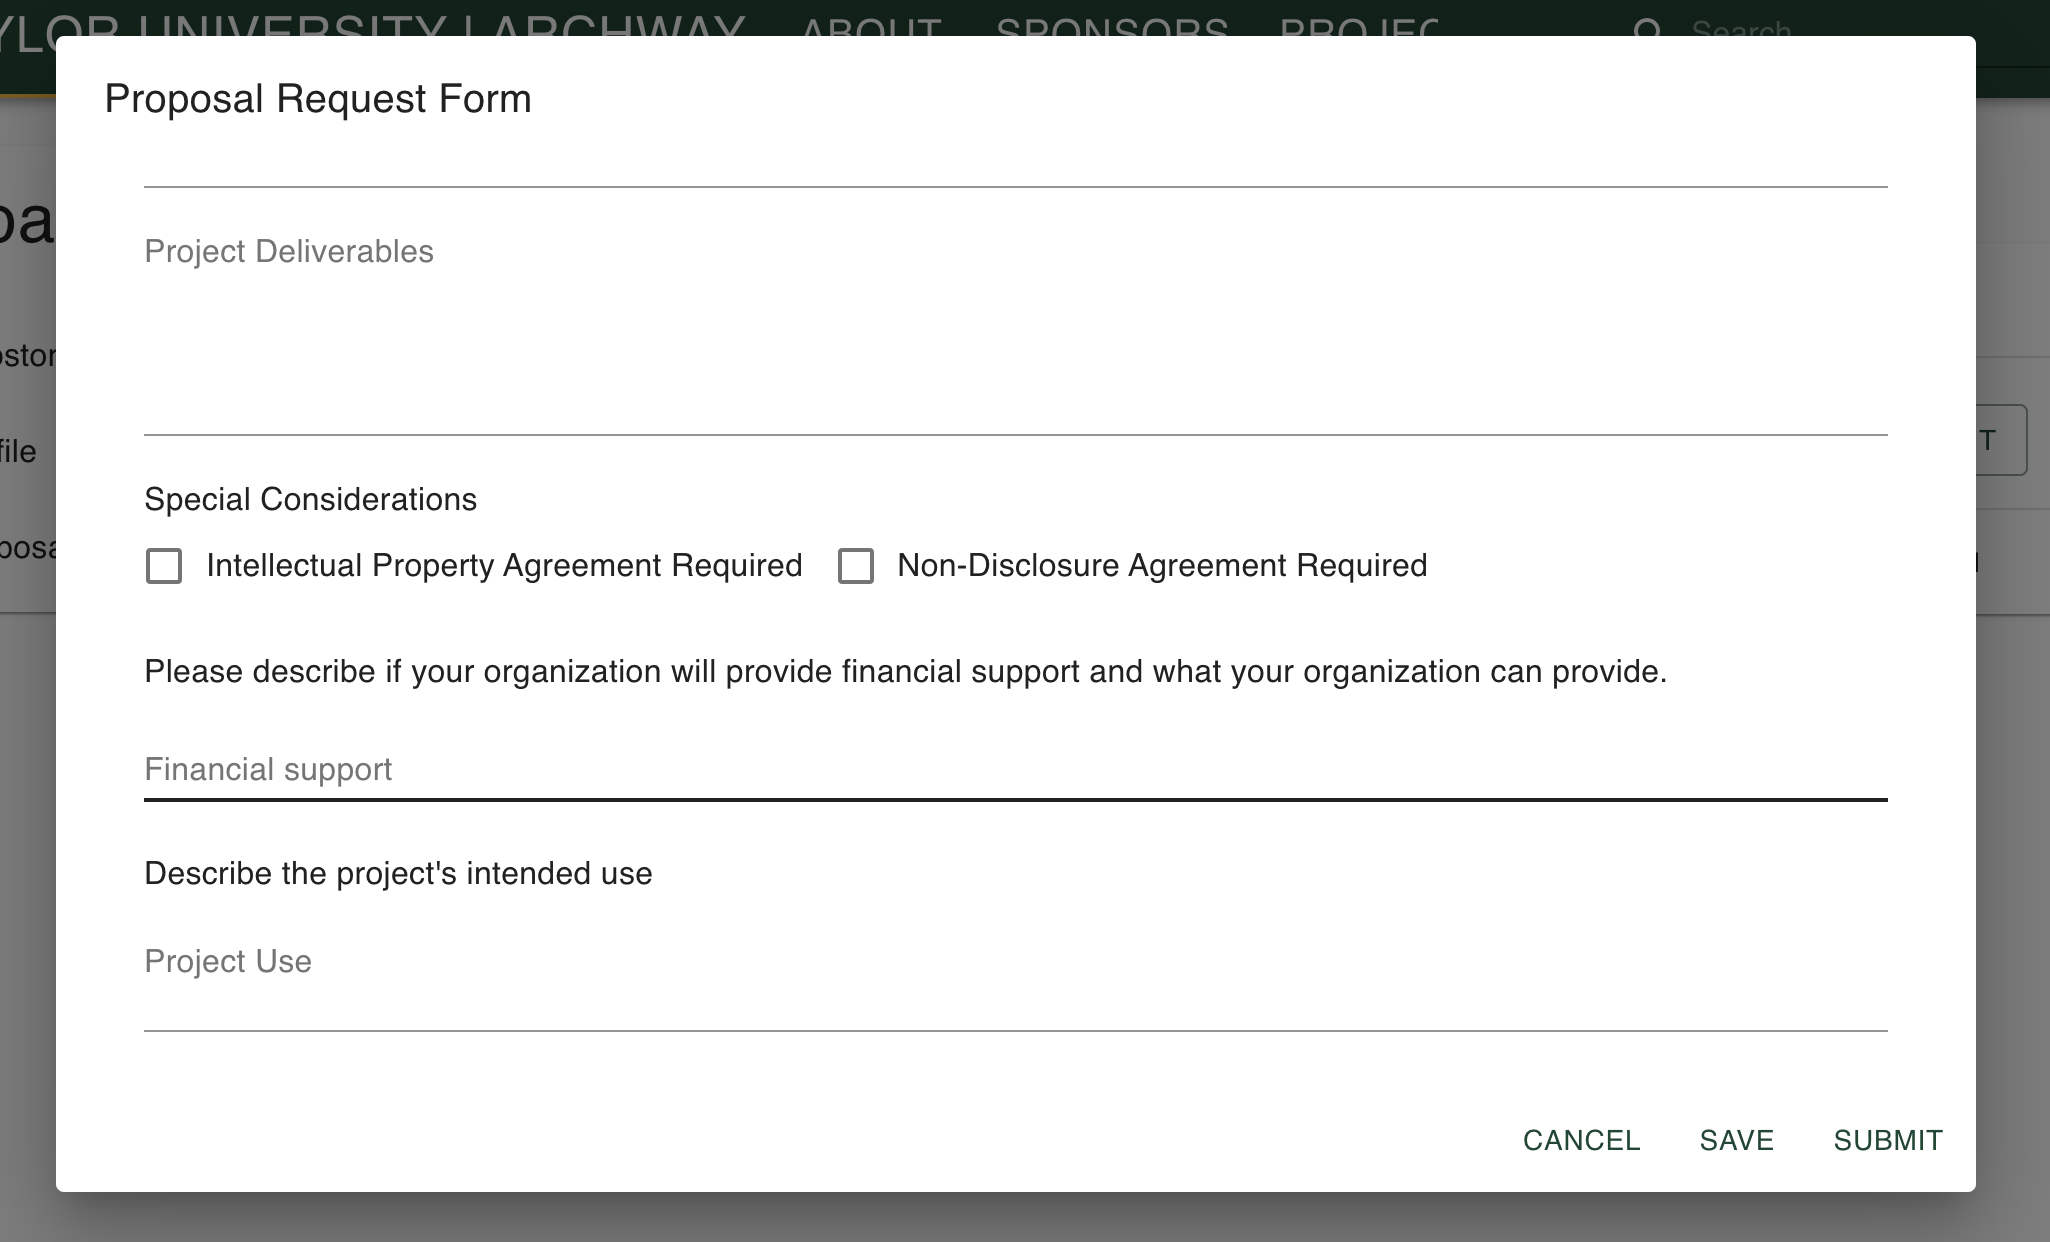 UNIVERSITY | ARCHWAY ABOUT SPONSORS Search
Proposal Request Form
Project Deliverables
Special Considerations
Intellectual Property Agreement Required Non-Disclosure Agreement Required
Please describe if your organization will provide financial support and what your organization can provide.
Financial support
Describe the project's intended use
Project Use
CANCEL SAVE SUBMIT